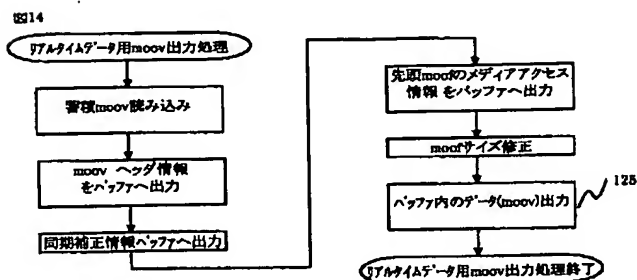 図14
リアルタイムデータ用moov出力処理
蓄積moov読み込み
moov ヘッダ情報
をバッファへ出力
同期補正情報バッファへ出力
先頭moofのメディアアクセス
情報をバッファへ出力
moofサイズ修正
バッファ内のデータ(moov)出力
125
リアルタイムデータ用moov出力処理終了